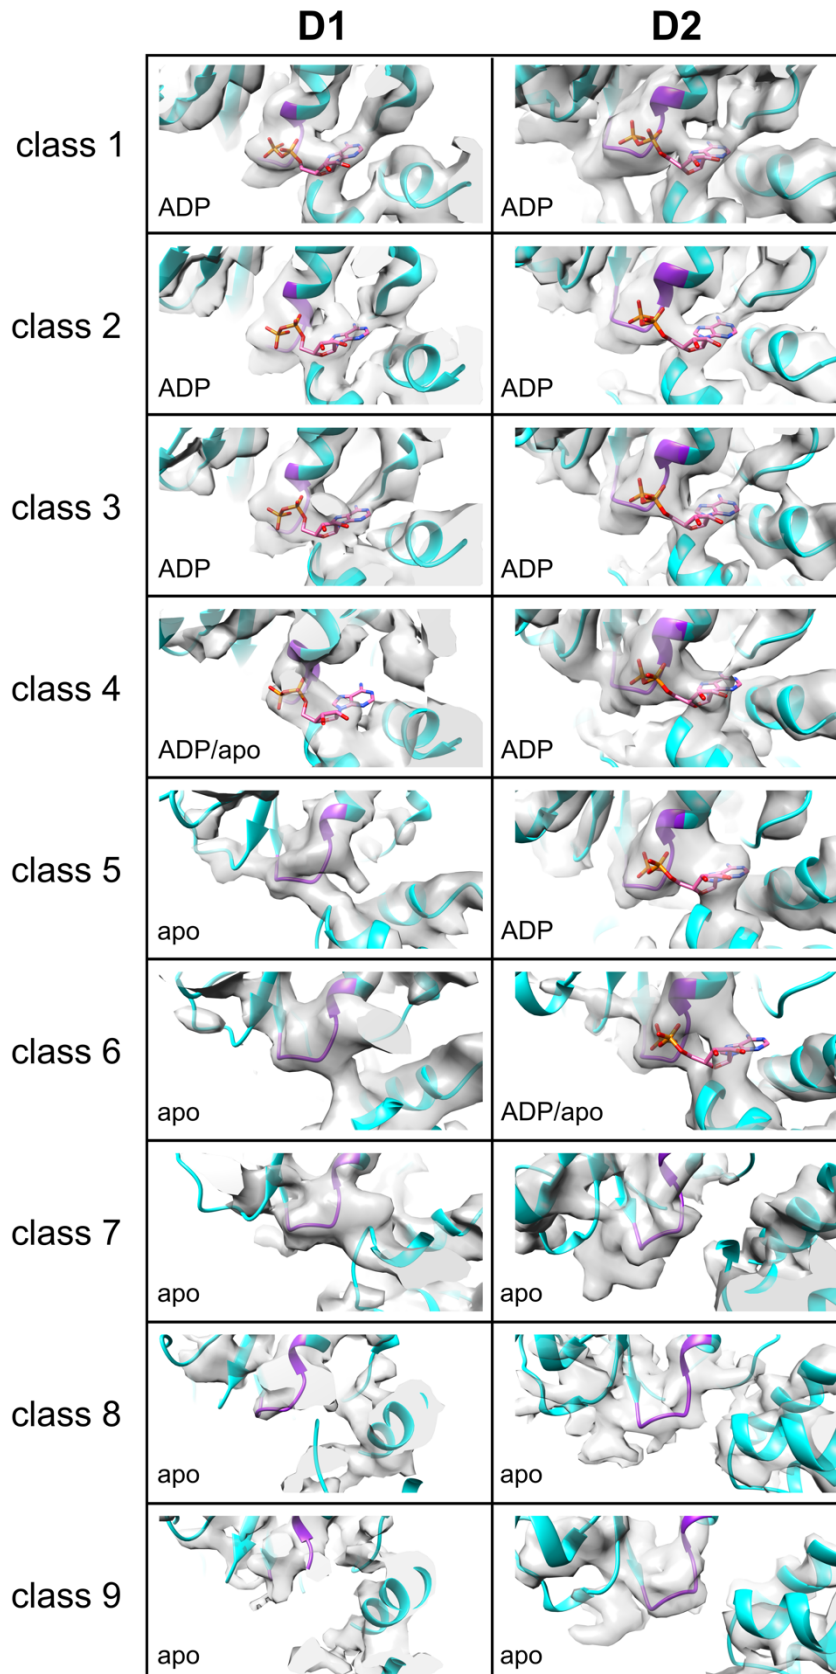 D1 D2
class 1
ADP ADP
class 2
ADP ADP
class 3
ADP ADP
class 4
ADP/apo ADP
class 5
apo ADP
class 6
apo ADP/apo
class 7
apo apo
class 8
apo apo
class 9
apo apo